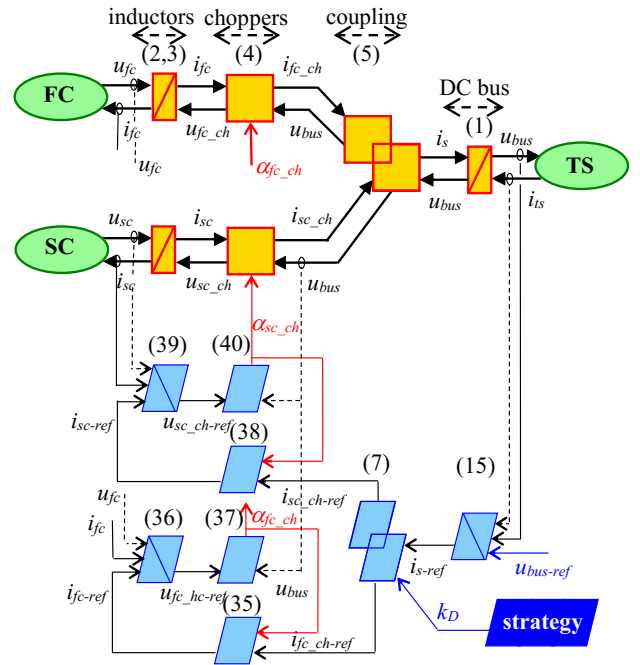 inductors choppers coupling
(2,3) (4) (5)
DC bus
(1)
u_fc i_fc i_fc_ch
FC
i_fc u_fc_ch u_bus
u_fc α_fc_ch
i_s u_bus
TS
u_bus i_ts
u_sc i_sc i_sc_ch
SC
i_sc u_sc_ch u_bus
α_sc_ch
(39) (40)
i_sc-ref u_sc_ch-ref
(38) (7) (15)
u_fc i_sc_ch-ref
i_fc (36) (37) α_fc_ch
i_s-ref u_bus-ref
i_fc-ref u_fc_hc-ref u_bus
(35)
k_D strategy
i_fc_ch-ref